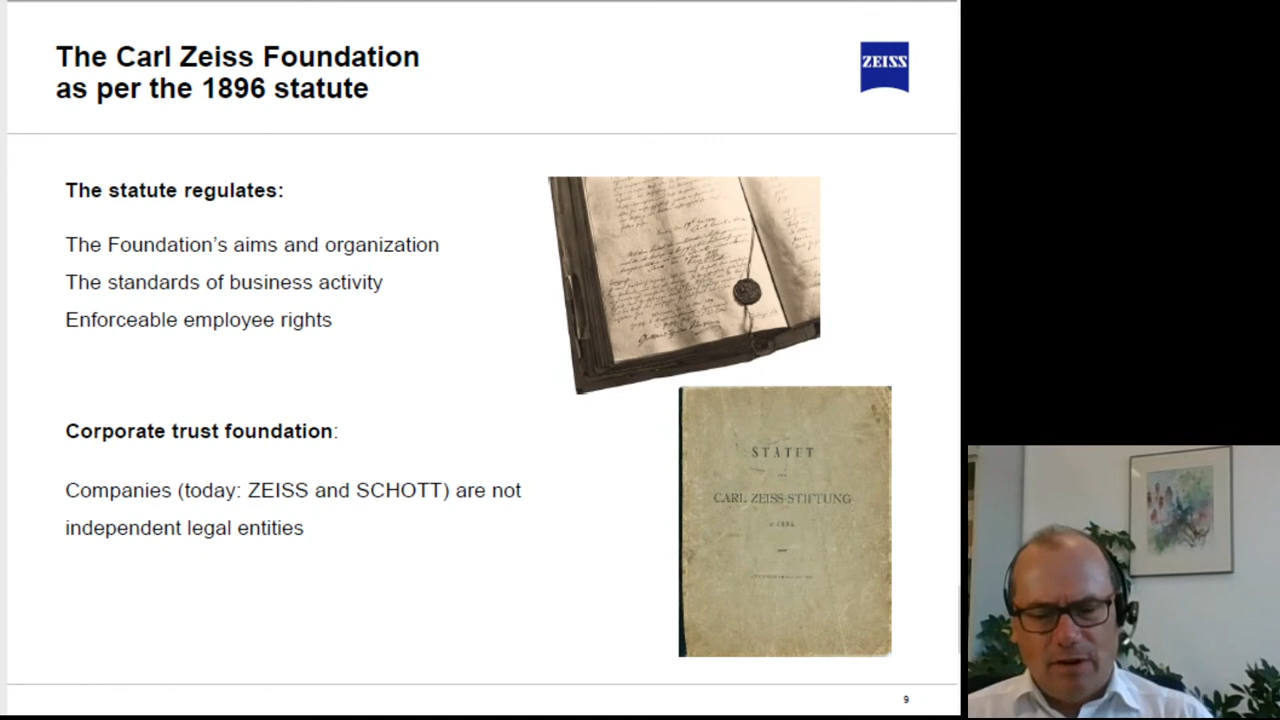 The Carl Zeiss Foundation
as per the 1896 statute
ZEISS
The statute regulates:
The Foundation's aims and organization
The standards of business activity
Enforceable employee rights
Corporate trust foundation:
Companies (today: ZEISS and SCHOTT) are not
independent legal entities
STATUT
CARL ZEISS-STIFTUNG
9